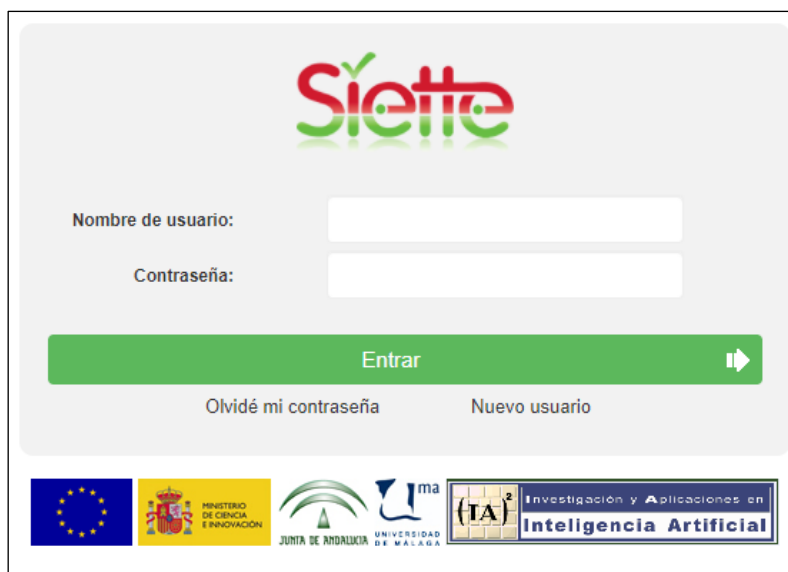 Siette
Nombre de usuario:
Contraseña:
Entrar
Olvidé mi contraseña Nuevo usuario
MINISTERIO
DE CIENCIA
E INNOVACIÓN
JUNTA DE ANDALUCIA
uma
UNIVERSIDAD
DE MÁLAGA
(IA)²
Investigación y Aplicaciones en
Inteligencia Artificial